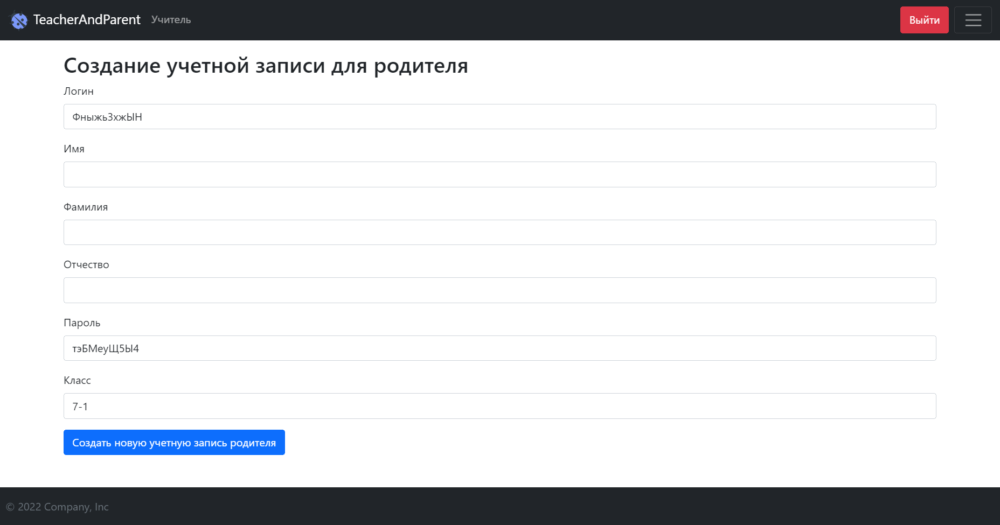 TeacherAndParent Учитель Выйти
Создание учетной записи для родителя
Логин
Фныжь3хжЫН
Имя
Фамилия
Отчество
Пароль
тэБМеуЩ5Ы4
Класс
7-1
Создать новую учетную запись родителя
© 2022 Company, Inc